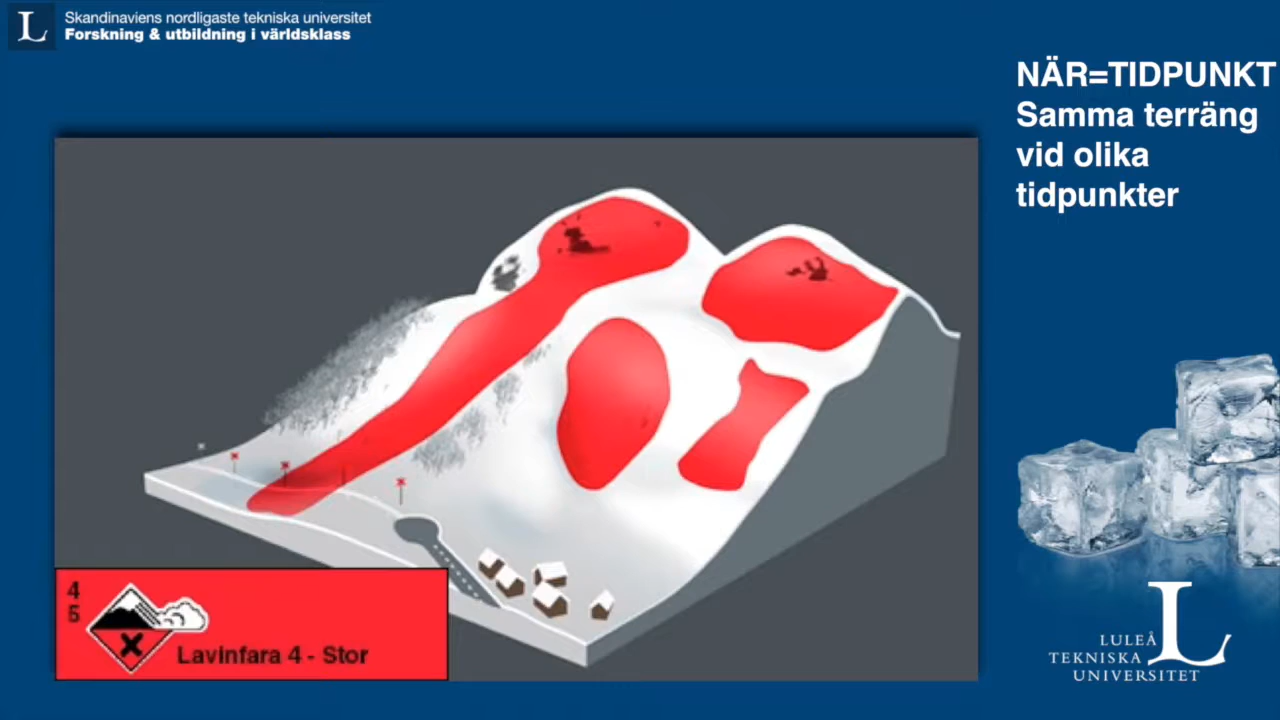 L
Skandinaviens nordligaste tekniska universitet
Forskning & utbildning i världsklass
NÄR=TIDPUNKT
Samma terräng
vid olika
tidpunkter
4
5
Lavinfara 4 - Stor
L
LULEÅ
TEKNISKA
UNIVERSITET